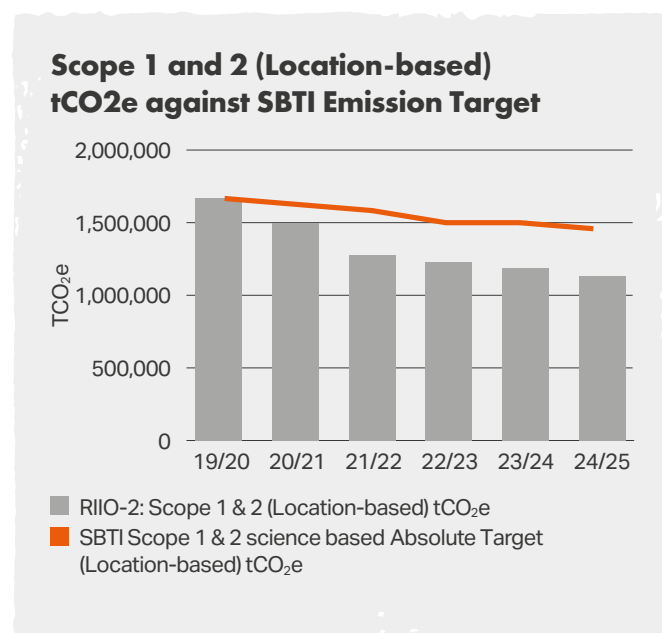 Scope 1 and 2 (Location-based)
tCO2e against SBTI Emission Target
2,000,000
1,500,000
1,000,000
500,000
0
TCO₂e
19/20 20/21 21/22 22/23 23/24 24/25
RIIO-2: Scope 1 & 2 (Location-based) tCO₂e
SBTI Scope 1 & 2 science based Absolute Target
(Location-based) tCO₂e